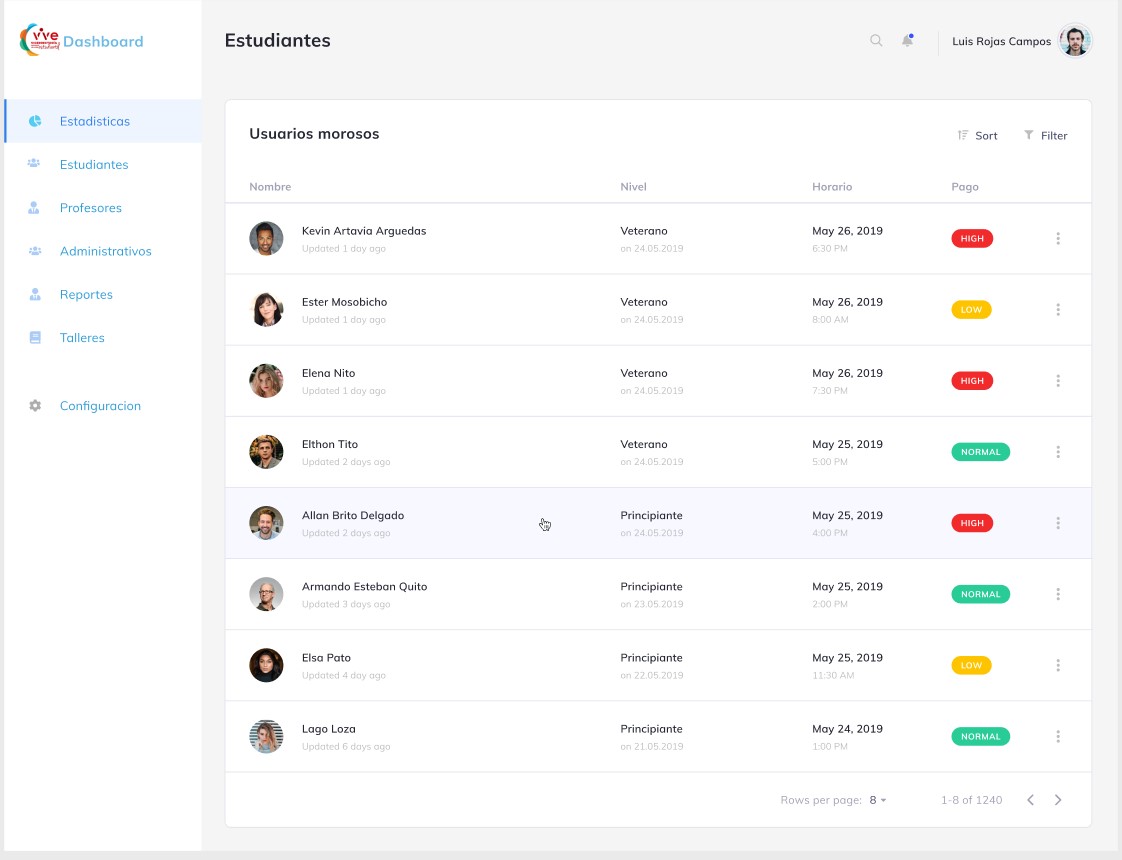 vive
Dashboard
Estadisticas
Estudiantes
Profesores
Administrativos
Reportes
Talleres
Configuracion
Estudiantes
Luis Rojas Campos
Usuarios morosos
Sort
Filter
Nombre Nivel Horario Pago
Kevin Artavia Arguedas Veterano May 26, 2019 HIGH
Updated 1 day ago on 24.05.2019 6:30 PM
Ester Mosobicho Veterano May 26, 2019 LOW
Updated 1 day ago on 24.05.2019 8:00 AM
Elena Nito Veterano May 26, 2019 HIGH
Updated 1 day ago on 24.05.2019 7:30 PM
Elthon Tito Veterano May 25, 2019 NORMAL
Updated 2 days ago on 24.05.2019 5:00 PM
Allan Brito Delgado Principiante May 25, 2019 HIGH
Updated 2 days ago on 24.05.2019 4:00 PM
Armando Esteban Quito Principiante May 25, 2019 NORMAL
Updated 3 days ago on 23.05.2019 2:00 PM
Elsa Pato Principiante May 25, 2019 LOW
Updated 4 day ago on 22.05.2019 11:30 AM
Lago Loza Principiante May 24, 2019 NORMAL
Updated 6 days ago on 21.05.2019 1:00 PM
Rows per page: 8 1-8 of 1240